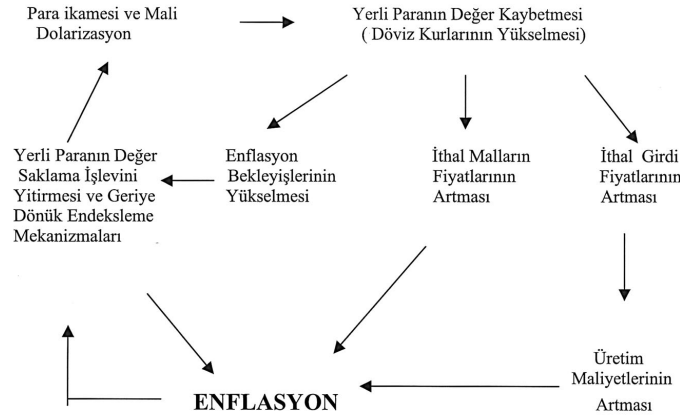 Para ikamesi ve Mali
Dolarizasyon
Yerli Paranın Değer Kaybetmesi
( Döviz Kurlarının Yükselmesi)
Yerli Paranın Değer
Saklama İşlevini
Yitirmesi ve Geriye
Dönük Endeksleme
Mekanizmaları
Enflasyon
Bekleyişlerinin
Yükselmesi
İthal Malların
Fiyatlarının
Artması
İthal Girdi
Fiyatlarının
Artması
Üretim
Maliyetlerinin
Artması
ENFLASYON